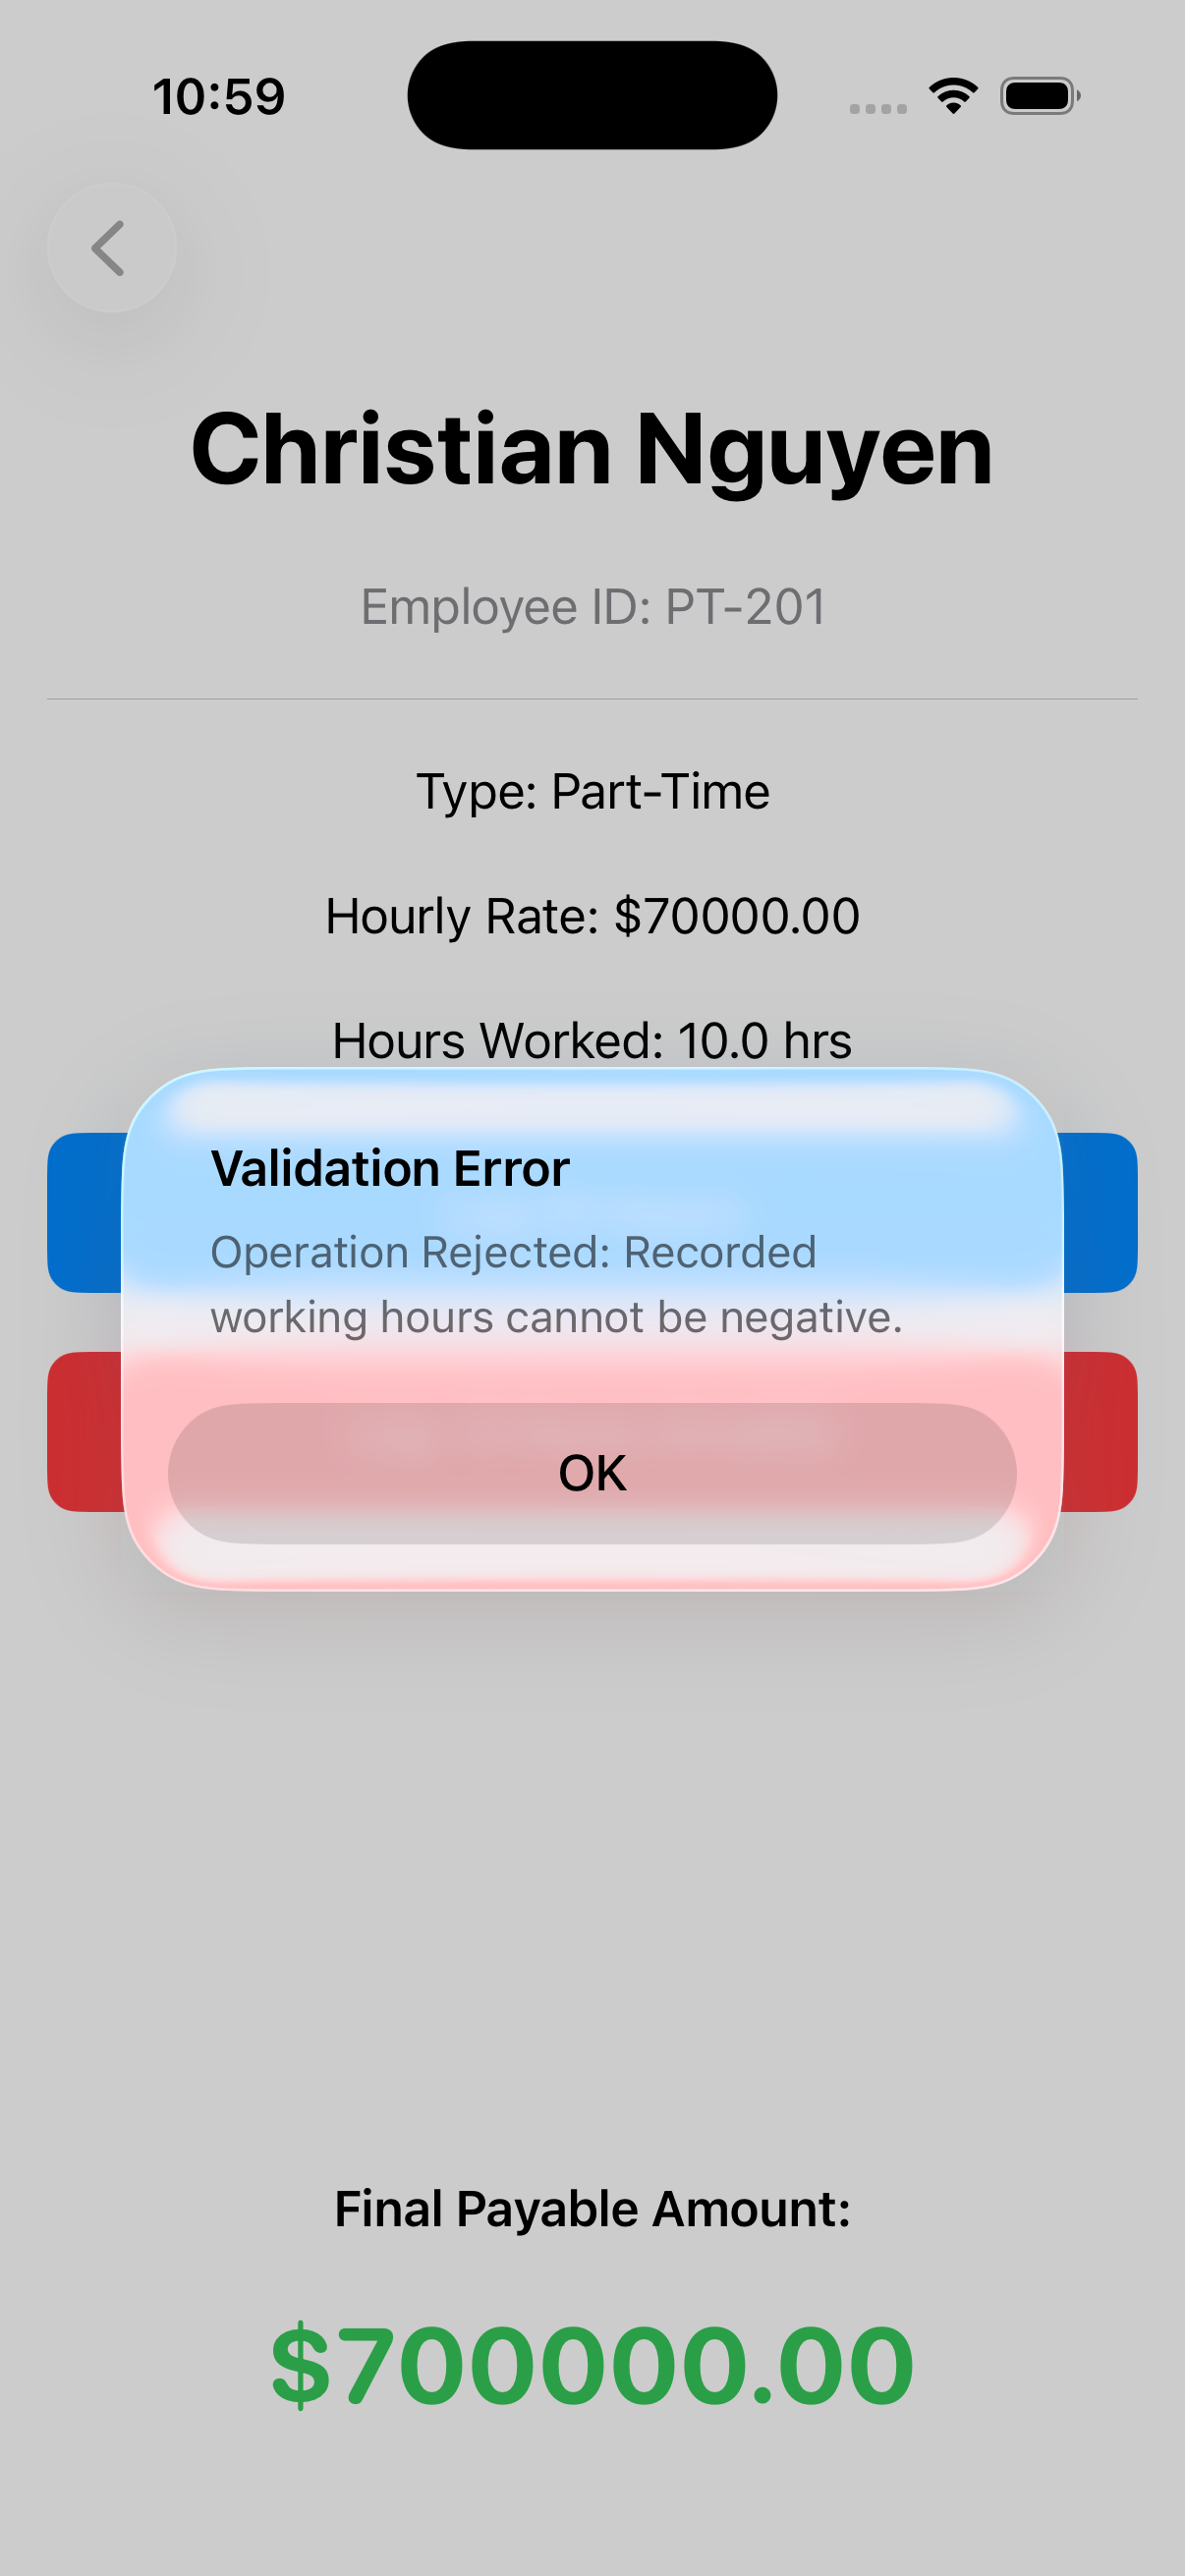 10:59
Christian Nguyen
Employee ID: PT-201
Type: Part-Time
Hourly Rate: $70000.00
Hours Worked: 10.0 hrs
Validation Error
Operation Rejected: Recorded
working hours cannot be negative.
OK
Final Payable Amount:
$700000.00